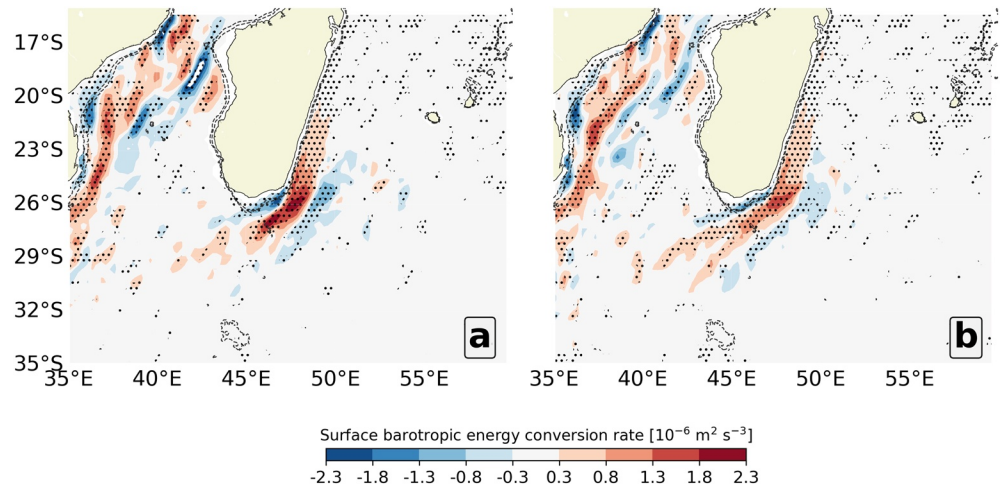 17°S
20°S
23°S
26°S
29°S
32°S
35°S
a
b
35°E 40°E 45°E 50°E 55°E 35°E 40°E 45°E 50°E 55°E
Surface barotropic energy conversion rate [10⁻⁶ m² s⁻³]
-2.3 -1.8 -1.3 -0.8 -0.3 0.3 0.8 1.3 1.8 2.3